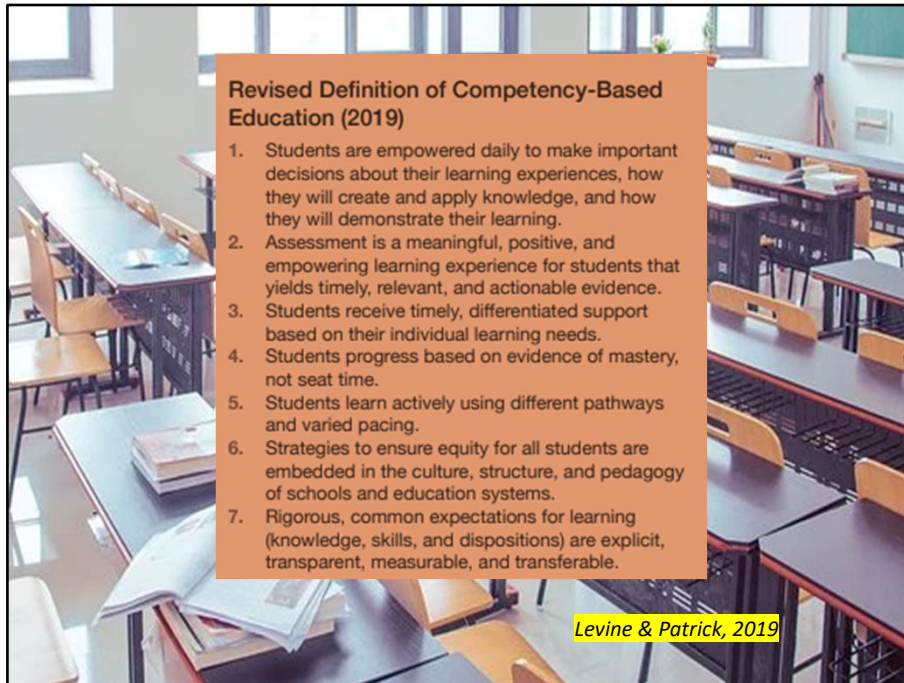 Revised Definition of Competency-Based
Education (2019)
1. Students are empowered daily to make important
decisions about their learning experiences, how
they will create and apply knowledge, and how
they will demonstrate their learning.
2. Assessment is a meaningful, positive, and
empowering learning experience for students that
yields timely, relevant, and actionable evidence.
3. Students receive timely, differentiated support
based on their individual learning needs.
4. Students progress based on evidence of mastery,
not seat time.
5. Students learn actively using different pathways
and varied pacing.
6. Strategies to ensure equity for all students are
embedded in the culture, structure, and pedagogy
of schools and education systems.
7. Rigorous, common expectations for learning
(knowledge, skills, and dispositions) are explicit,
transparent, measurable, and transferable.
Levine & Patrick, 2019